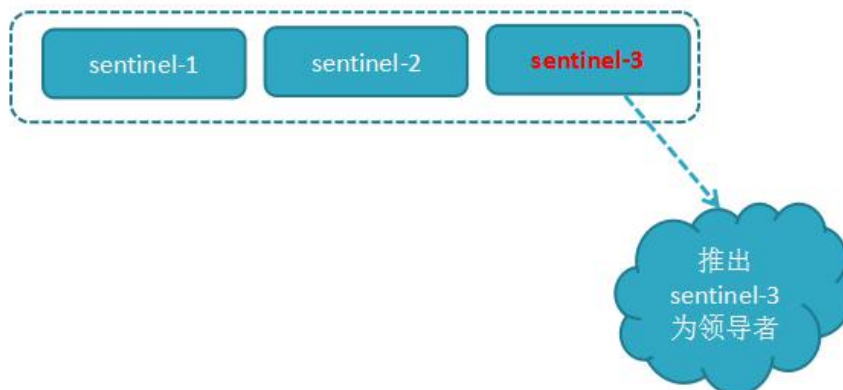 sentinel-1
sentinel-2
sentinel-3
推出
sentinel-3
为领导者